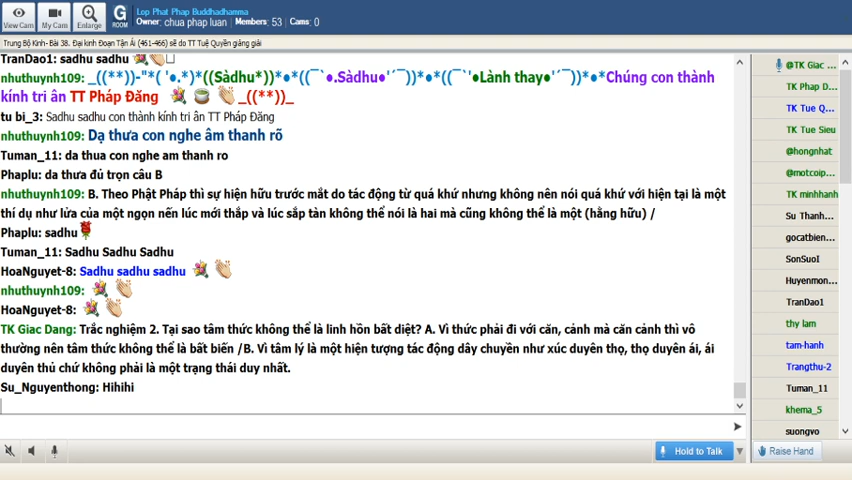 Lop Phat Phap Buddhadhamma
Owner: chua phap luan Members: 53 Cams: 0
View Cam My Cam Enlarge G ROOM
Trung Bộ Kinh- Bài 38. Đại kinh Đoạn Tận Ái (461-466) sẽ do TT Tuệ Quyền giảng giải
TranDao1: sadhu sadhu
nhuthuynh109: _((**))-"*( '●.*)*((Sàdhu*))*●*((¯`●.Sàdhu●'´¯))*●*((¯`'●Lành thay●'´¯))*●*Chúng con thành
kính tri ân TT Pháp Đăng _((**))_
tu bi_3: Sadhu sadhu con thành kính tri ân TT Pháp Đăng
nhuthuynh109: Dạ thưa con nghe âm thanh rõ
Tuman_11: da thua con nghe am thanh ro
Phaplu: da thưa đủ trọn câu B
nhuthuynh109: B. Theo Phật Pháp thì sự hiện hữu trước mắt do tác động từ quá khứ nhưng không nên nói quá khứ với hiện tại là một
thí dụ như lửa của một ngọn nến lúc mới thắp và lúc sắp tàn không thể nói là hai mà cũng không thể là một (hằng hữu) /
Phaplu: sadhu
Tuman_11: Sadhu Sadhu Sadhu
HoaNguyet-8: Sadhu sadhu sadhu
nhuthuynh109:
HoaNguyet-8:
TK Giac Dang: Trắc nghiệm 2. Tại sao tâm thức không thể là linh hồn bất diệt? A. Vì thức phải đi với căn, cảnh mà căn cảnh thì vô
thường nên tâm thức không thể là bất biến /B. Vì tâm lý là một hiện tượng tác động dây chuyền như xúc duyên thọ, thọ duyên ái, ái
duyên thủ chứ không phải là một trạng thái duy nhất.
Su_Nguyenthong: Hihihi
@TK Giac ...
TK Phap D...
TK Tue Q...
TK Tue Sieu
@hongnhat
@motcoip...
TK minhhanh
Su Thanh...
gocatbien...
SonSuoI
Huyenmon...
TranDao1
thy lam
tam-hanh
Trangthu-2
Tuman_11
khema_5
suongvo
Hold to Talk
Raise Hand